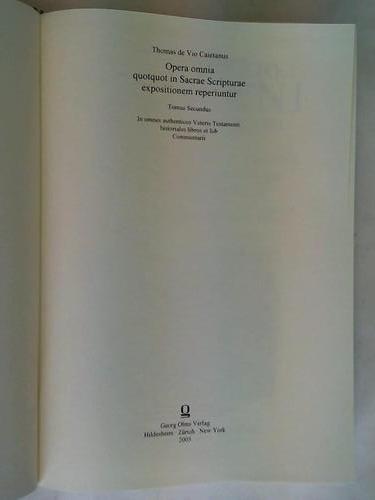 Thomas de Vio Caietanus
Opera omnia
quotquot in Sacrae Scripturae
expositionem reperiuntur
Tomus Secundus
In omnes authenticos Veteris Testamenti
historiales libros et Iob
Commentarii
Georg Olms Verlag
Hildesheim · Zürich · New York
2005